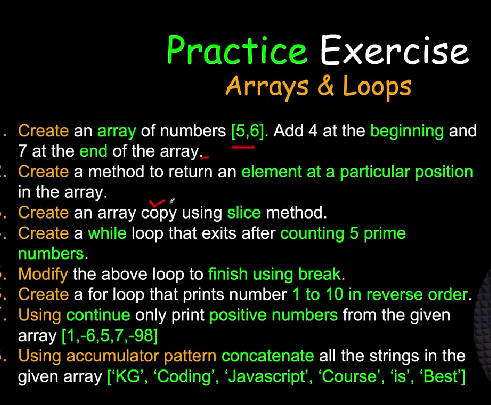 Practice Exercise
Arrays & Loops
. Create an array of numbers [5,6]. Add 4 at the beginning and
7 at the end of the array.
Create a method to return an element at a particular position
in the array.
Create an array copy using slice method.
Create a while loop that exits after counting 5 prime
numbers.
Modify the above loop to finish using break.
Create a for loop that prints number 1 to 10 in reverse order.
Using continue only print positive numbers from the given
array [1,-6,5,7,-98]
Using accumulator pattern concatenate all the strings in the
given array ['KG', 'Coding', 'Javascript', 'Course', 'is', 'Best']